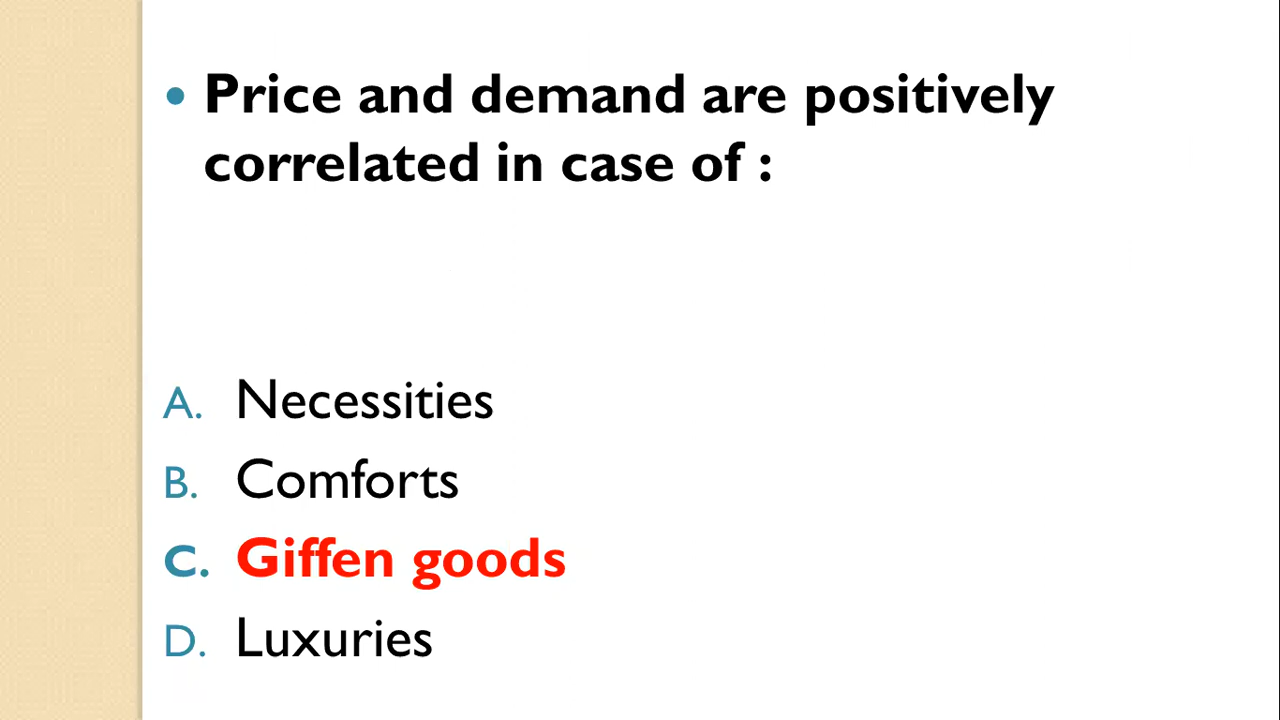 • Price and demand are positively
correlated in case of :
A. Necessities
B. Comforts
C. Giffen goods
D. Luxuries